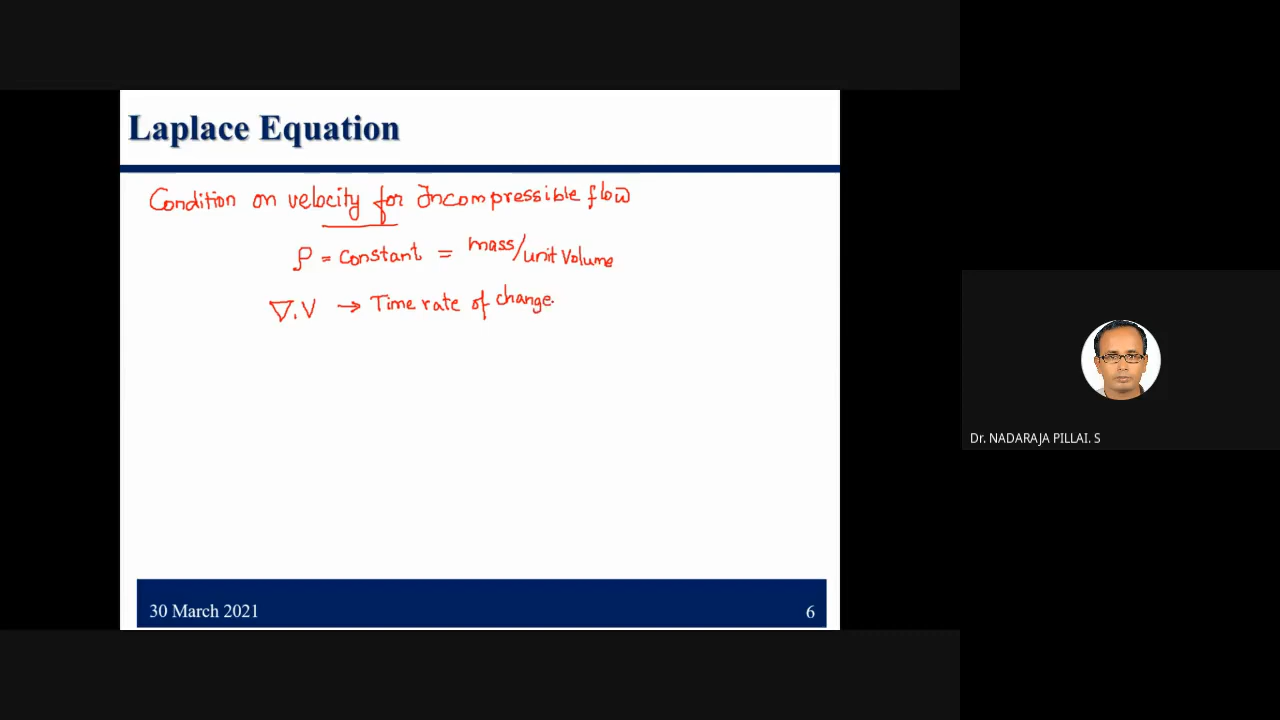 Laplace Equation
Condition on velocity for Incompressible flow
ρ = constant = mass/unit Volume
∇.V → Time rate of change.
30 March 2021
6
Dr. NADARAJA PILLAI. S